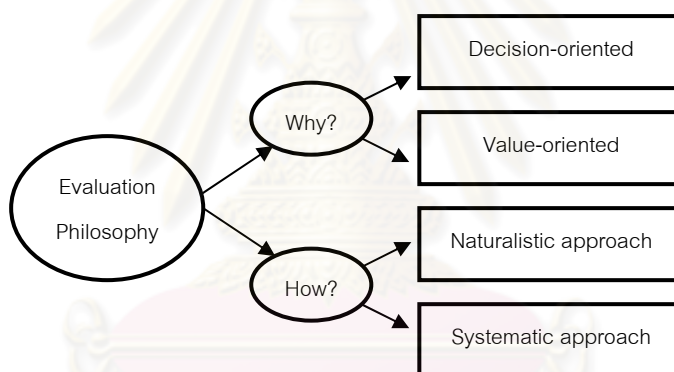 Evaluation
Philosophy
Why?
Decision-oriented
Value-oriented
How?
Naturalistic approach
Systematic approach